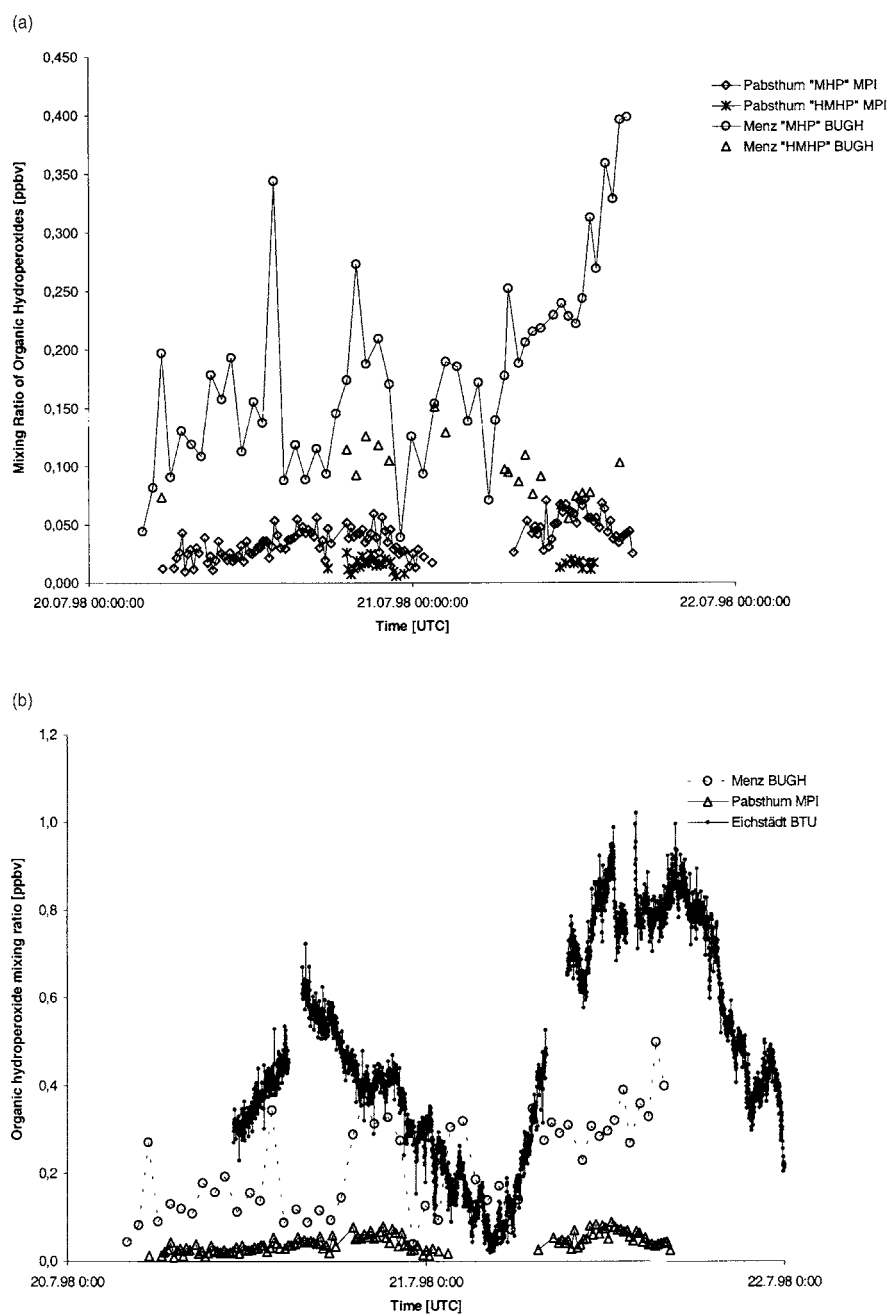 (a)
0,450
0,400
0,350
0,300
0,250
0,200
0,150
0,100
0,050
0,000
Mixing Ratio of Organic Hydroperoxides [ppbv]
Pabsthum "MHP" MPI
Pabsthum "HMHP" MPI
Menz "MHP" BUGH
Menz "HMHP" BUGH
20.07.98 00:00:00
21.07.98 00:00:00
22.07.98 00:00:00
Time [UTC]
(b)
1,2
1,0
0,8
0,6
0,4
0,2
0,0
Organic hydroperoxide mixing ratio [ppbv]
Menz BUGH
Pabsthum MPI
Eichstädt BTU
20.7.98 0:00
21.7.98 0:00
22.7.98 0:00
Time [UTC]